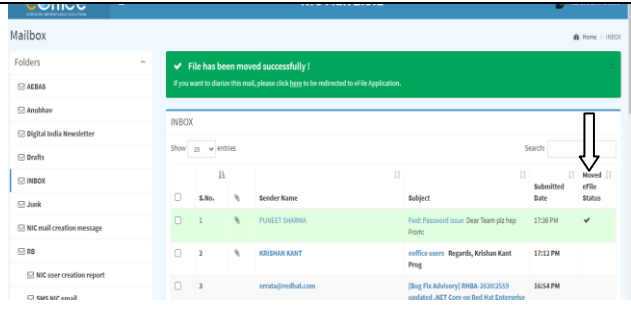 eOffice
Mailbox
Home > INBOX
Folders
AEBAS
Anubhav
Digital India Newsletter
Drafts
INBOX
Junk
NIC mail creation message
RB
NIC user creation report
SMS NIC email
File has been moved successfully !
If you want to diarize this mail, please click here to be redirected to eFile Application.
INBOX
Show 25 entries
Search:
S.No. Sender Name Subject Submitted Date Moved eFile Status
1 PUNEET SHARMA Fwd: Password issue Dear Team plz hep
From:
17:38 PM
2 KRISHAN KANT eoffice users Regards, Krishan Kant
Prog
17:12 PM
3 errata@redhat.com [Bug Fix Advisory] RHBA-2020:2559
updated .NET Core on Red Hat Enterprise
16:54 PM